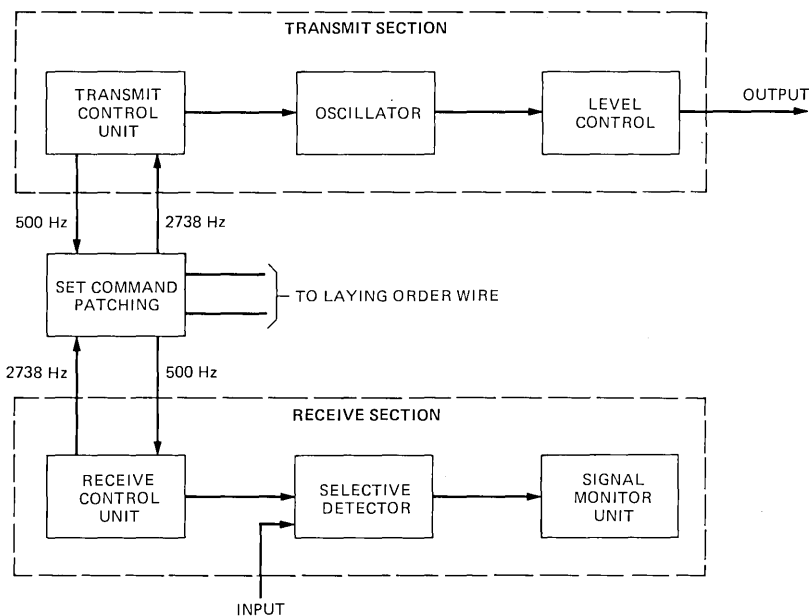 TRANSMIT SECTION
TRANSMIT
CONTROL
UNIT
OSCILLATOR
LEVEL
CONTROL
OUTPUT
500 Hz
2738 Hz
SET COMMAND
PATCHING
TO LAYING ORDER WIRE
2738 Hz
500 Hz
RECEIVE SECTION
RECEIVE
CONTROL
UNIT
SELECTIVE
DETECTOR
SIGNAL
MONITOR
UNIT
INPUT